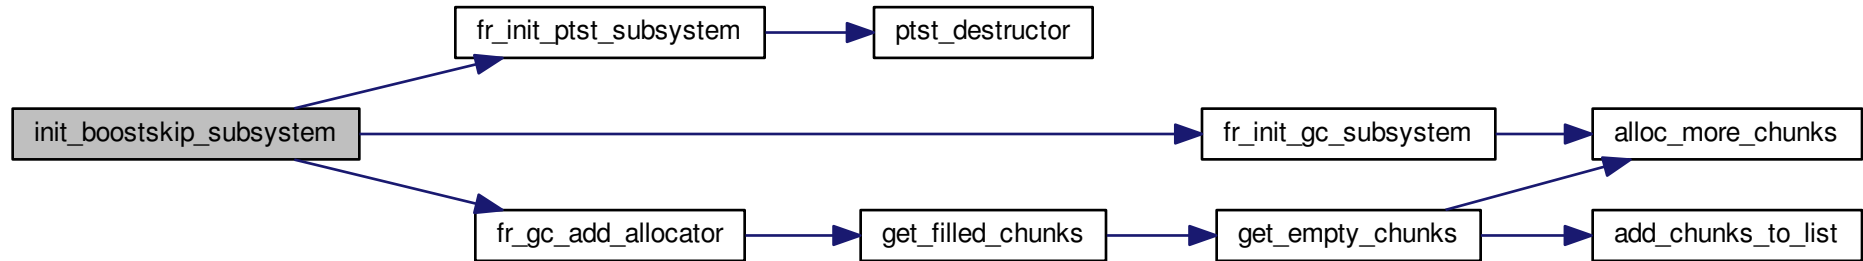 fr_init_ptst_subsystem
ptst_destructor
init_boostskip_subsystem
fr_init_gc_subsystem
alloc_more_chunks
fr_gc_add_allocator
get_filled_chunks
get_empty_chunks
add_chunks_to_list